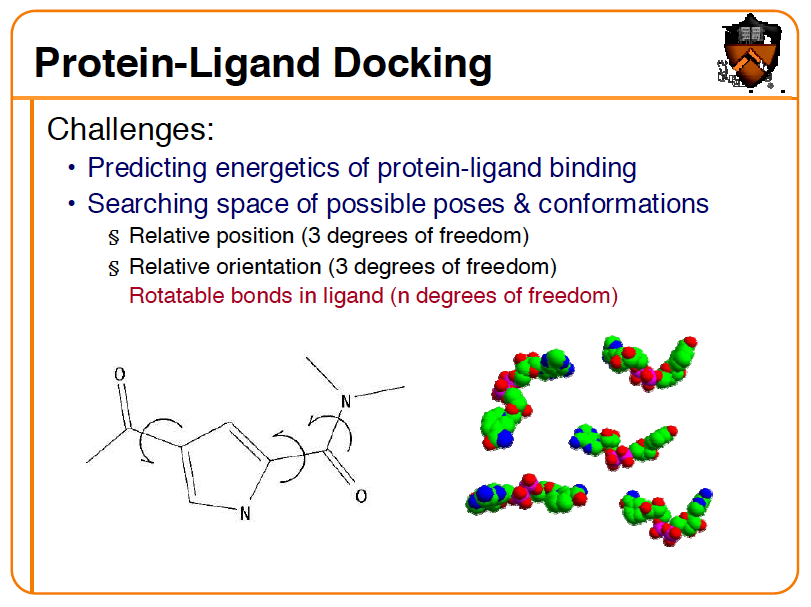 Protein-Ligand Docking
Challenges:
• Predicting energetics of protein-ligand binding
• Searching space of possible poses & conformations
§ Relative position (3 degrees of freedom)
§ Relative orientation (3 degrees of freedom)
Rotatable bonds in ligand (n degrees of freedom)
O
N
O
N